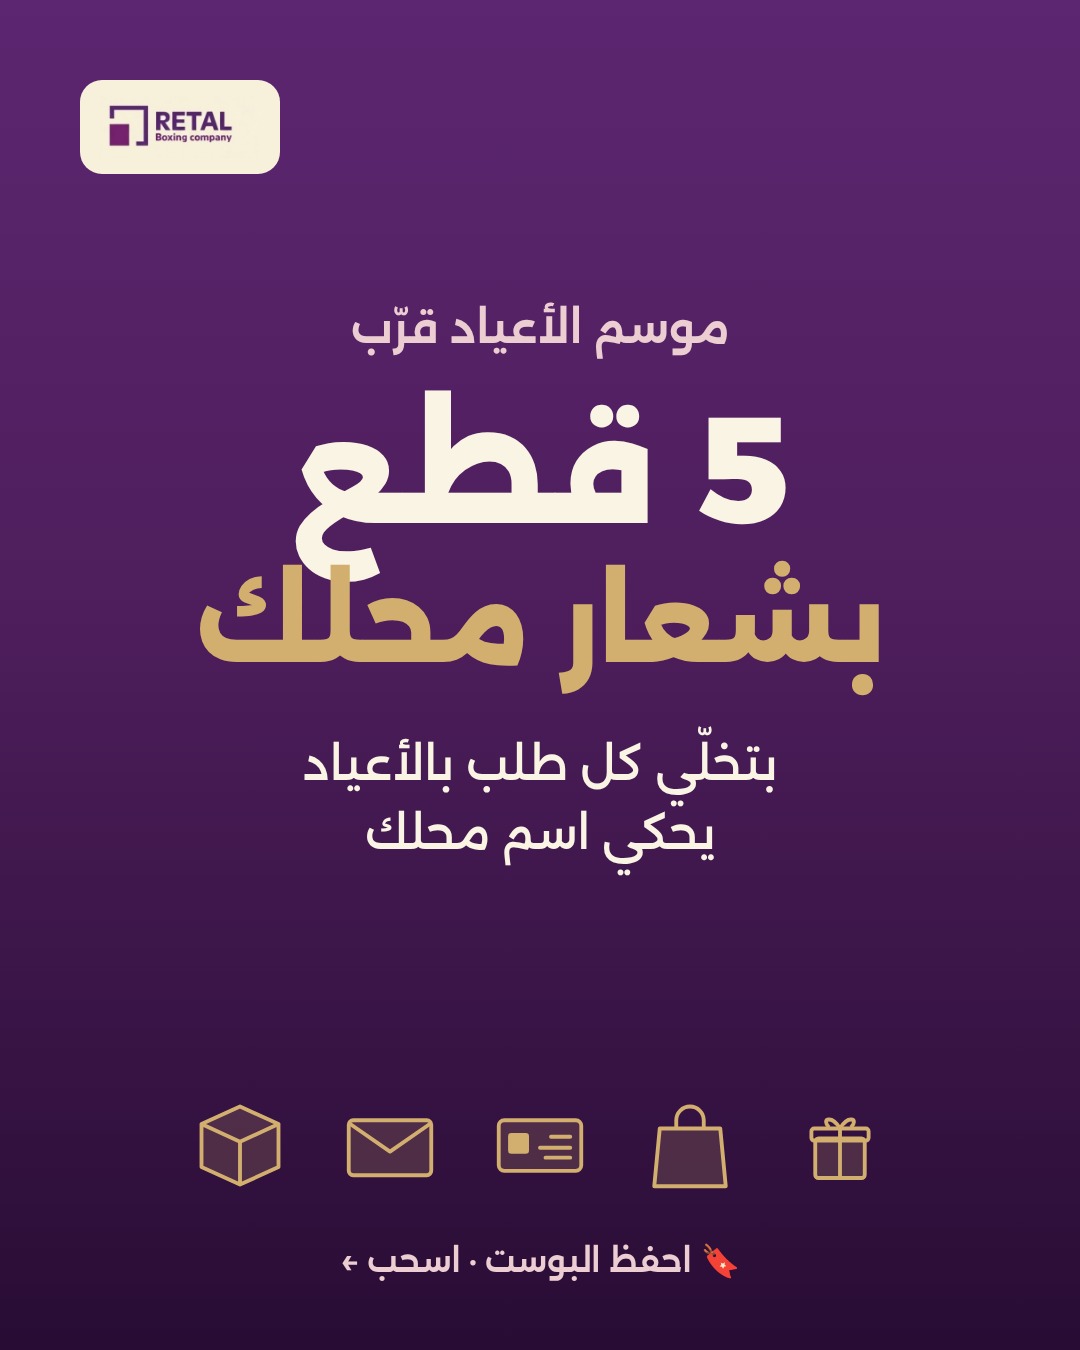 RETAL
Boxing company
موسم الأعياد قرّب
5 قطع
بشعار محلك
بتخلّي كل طلب بالأعياد
يحكي اسم محلك
🔖 احفظ البوست · اسحب ←